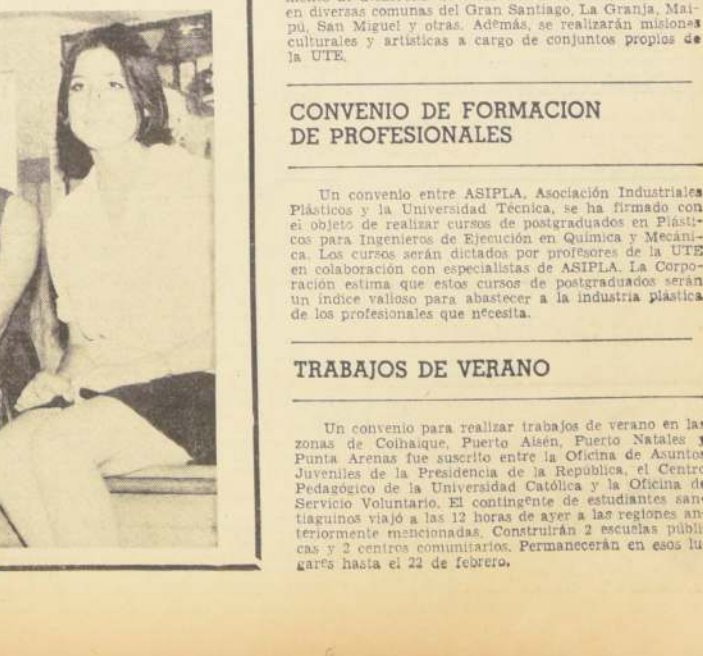 en diversas comunas del Gran Santiago, La Granja, Mai-
pú, San Miguel y otras. Además, se realizarán misiones
culturales y artísticas a cargo de conjuntos propios de
la UTE.
CONVENIO DE FORMACION
DE PROFESIONALES
Un convenio entre ASIPLA, Asociación Industriales
Plásticos y la Universidad Técnica, se ha firmado con
el objeto de realizar cursos de postgraduados en Plásti-
cos para Ingenieros de Ejecución en Química y Mecáni-
ca. Los cursos serán dictados por profesores de la UTE
en colaboración con especialistas de ASIPLA. La Corpo-
ración estima que estos cursos de postgraduados serán
un índice valioso para abastecer a la industria plástica
de los profesionales que necesita.
TRABAJOS DE VERANO
Un convenio para realizar trabajos de verano en las
zonas de Coihaique, Puerto Aisén, Puerto Natales y
Punta Arenas fue suscrito entre la Oficina de Asuntos
Juveniles de la Presidencia de la República, el Centro
Pedagógico de la Universidad Católica y la Oficina de
Servicio Voluntario. El contingente de estudiantes san-
tiaguinos viajó a las 12 horas de ayer a las regiones an-
teriormente mencionadas. Construirán 2 escuelas públi
cas y 2 centros comunitarios. Permanecerán en esos lu
gares hasta el 22 de febrero.